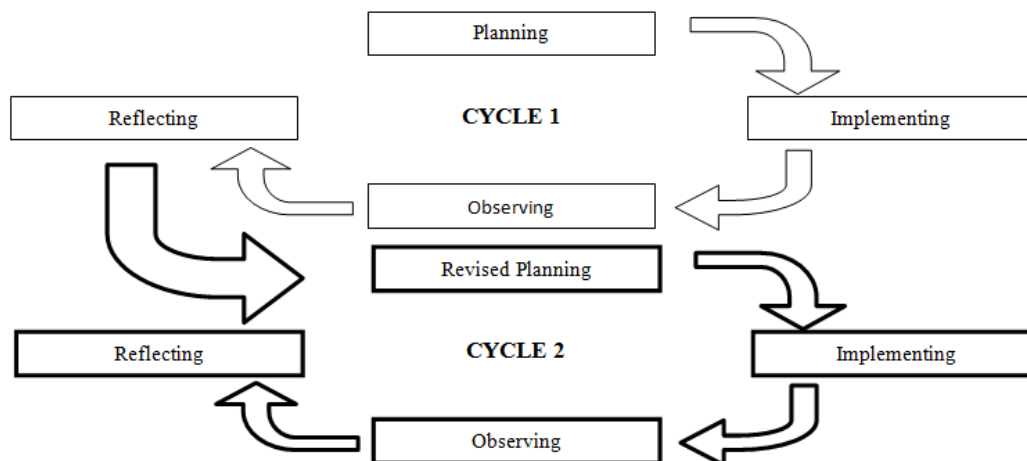 Planning
Reflecting
CYCLE 1
Implementing
Observing
Revised Planning
Reflecting
CYCLE 2
Implementing
Observing